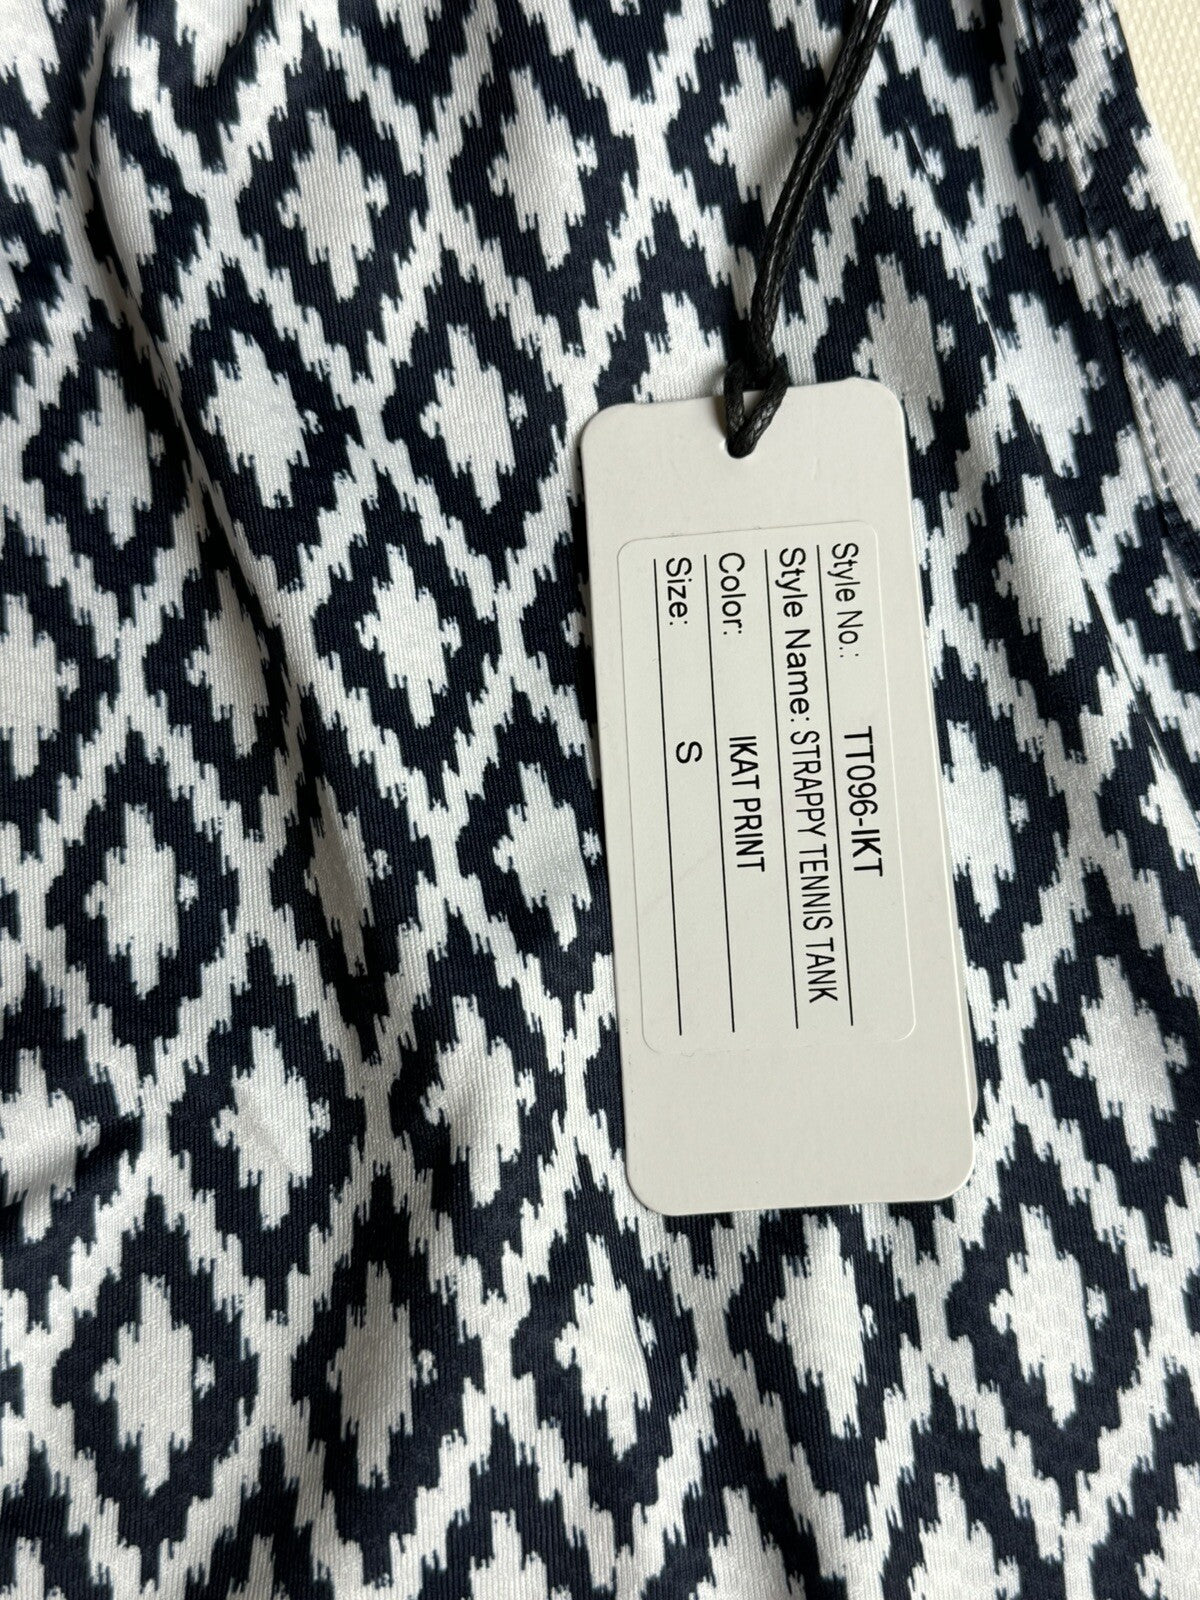 Style No.: TT096-IKT
Style Name: STRAPPY TENNIS TANK
Color: IKAT PRINT
Size: S